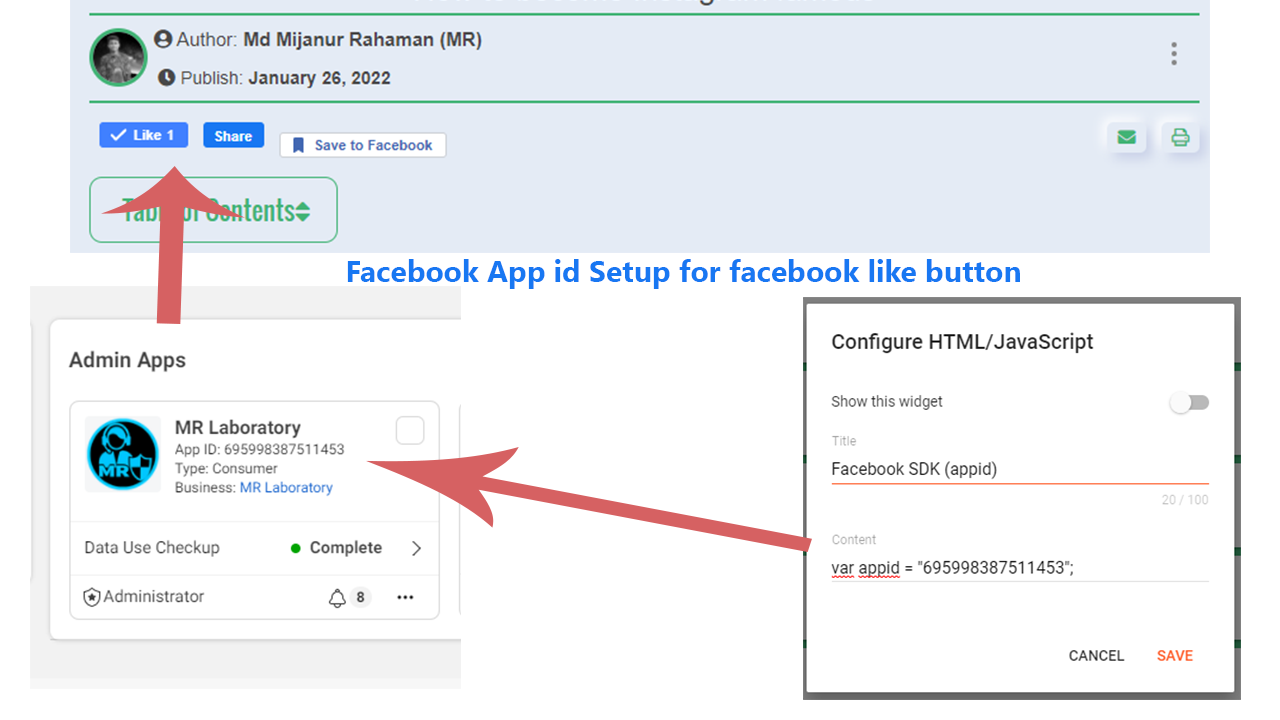 Author: Md Mijanur Rahaman (MR)
Publish: January 26, 2022
Like 1
Share
Save to Facebook
Table of Contents
Facebook App id Setup for facebook like button
Admin Apps
MR Laboratory
App ID: 695998387511453
Type: Consumer
Business: MR Laboratory
MR
Data Use Checkup
Complete
Administrator
8
Configure HTML/JavaScript
Show this widget
Title
Facebook SDK (appid)
20 / 100
Content
var appid = "695998387511453";
CANCEL
SAVE